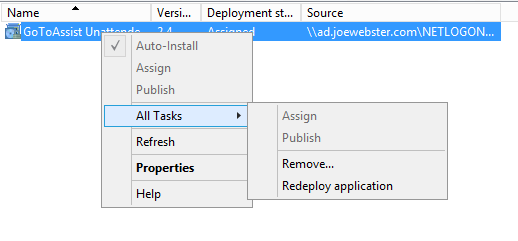 Name Versi... Deployment st... Source
GoToAssist Unattende 2.4 Assigned \\ad.joewebster.com\NETLOGON...
Auto-Install
Assign
Publish
All Tasks
Assign
Publish
Refresh
Remove...
Properties
Redeploy application
Help